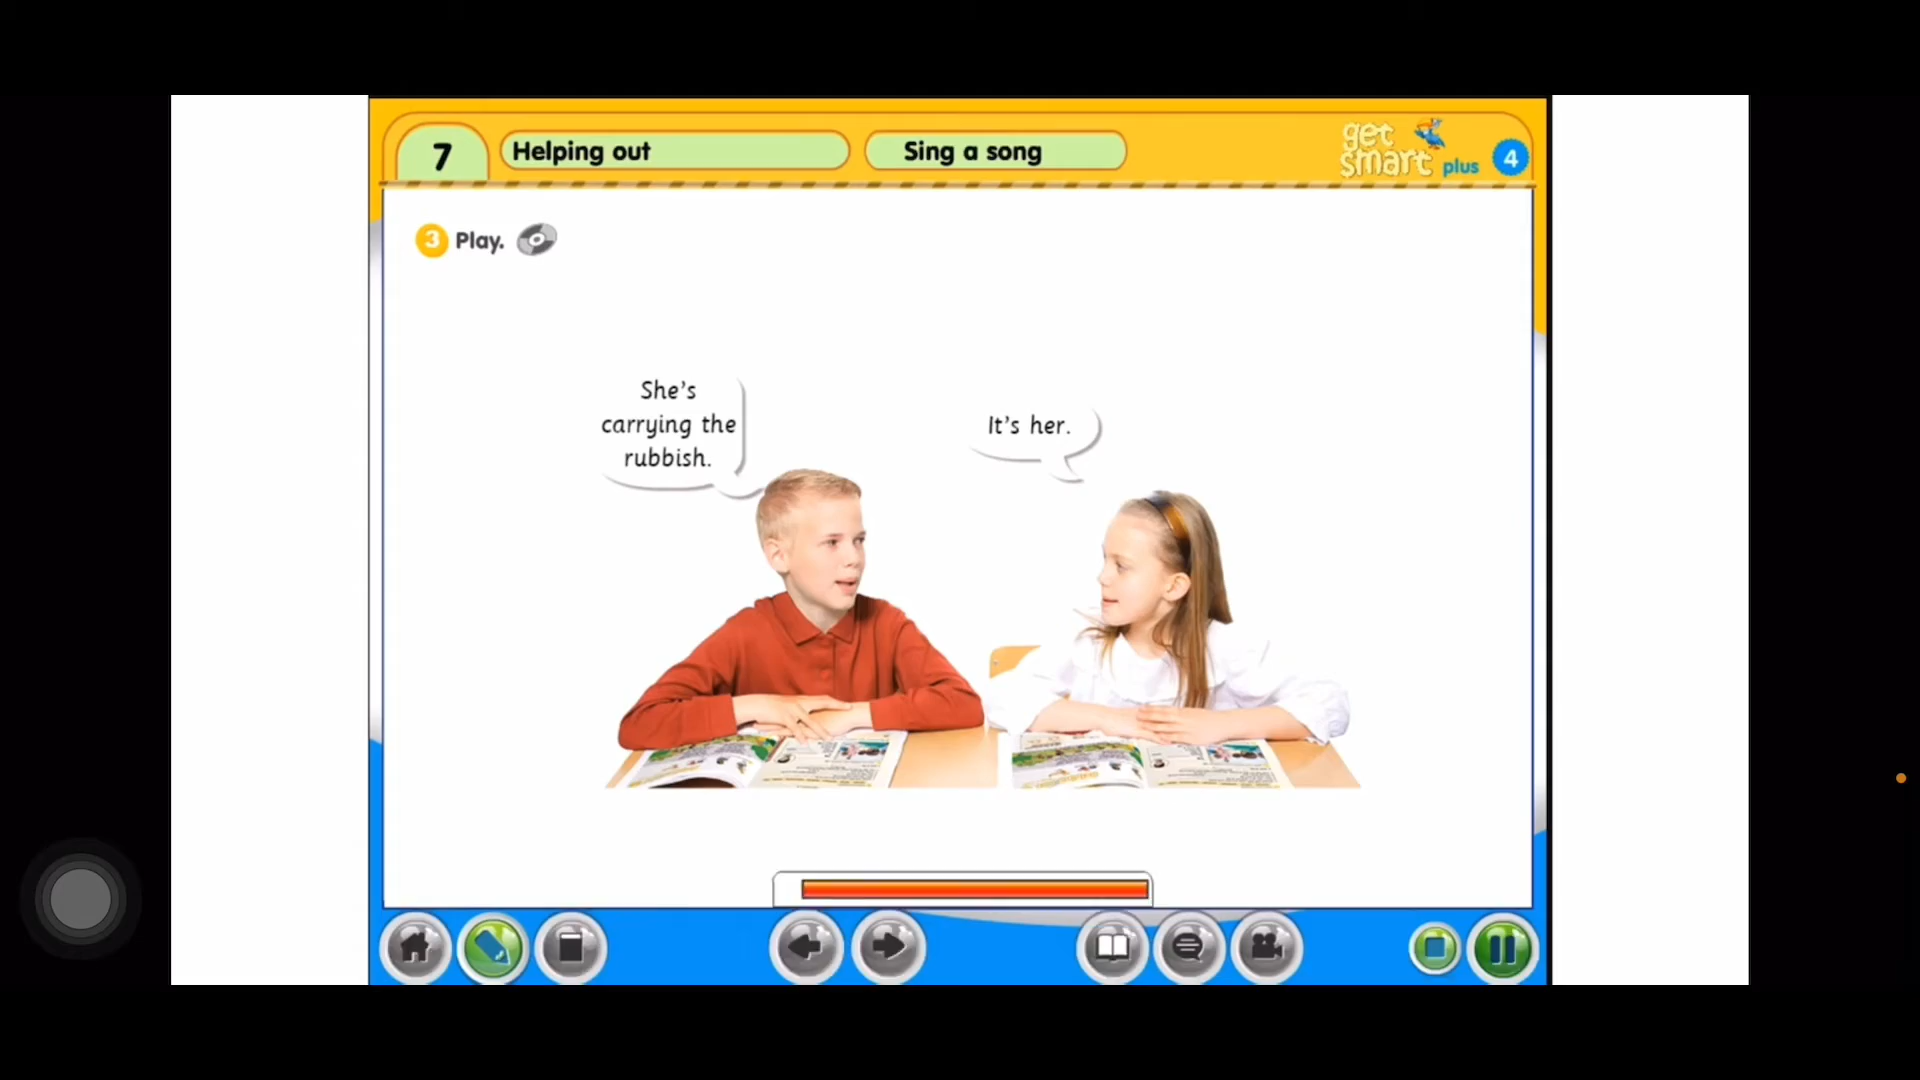 7
Helping out
Sing a song
get
smart plus
4
3 Play.
She's
carrying the
rubbish.
It's her.